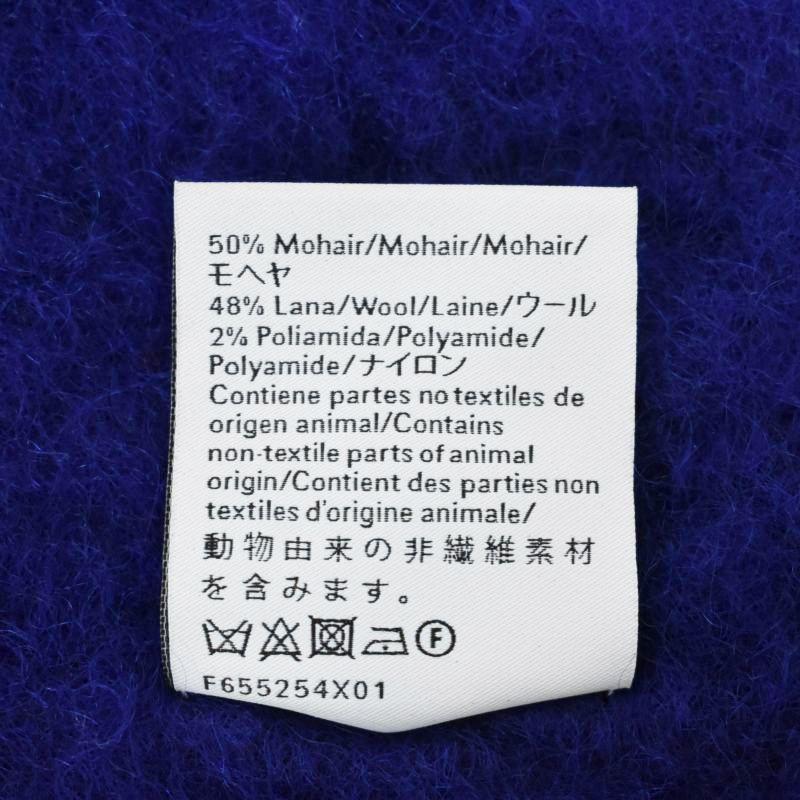 50% Mohair/Mohair/Mohair/
モヘヤ
48% Lana/Wool/Laine/ウール
2% Poliamida/Polyamide/
Polyamide/ナイロン
Contiene partes no textiles de
origen animal/Contains
non-textile parts of animal
origin/Contient des parties non
textiles d'origine animale/
動物由来の非繊維素材
を含みます。
F
F655254X01